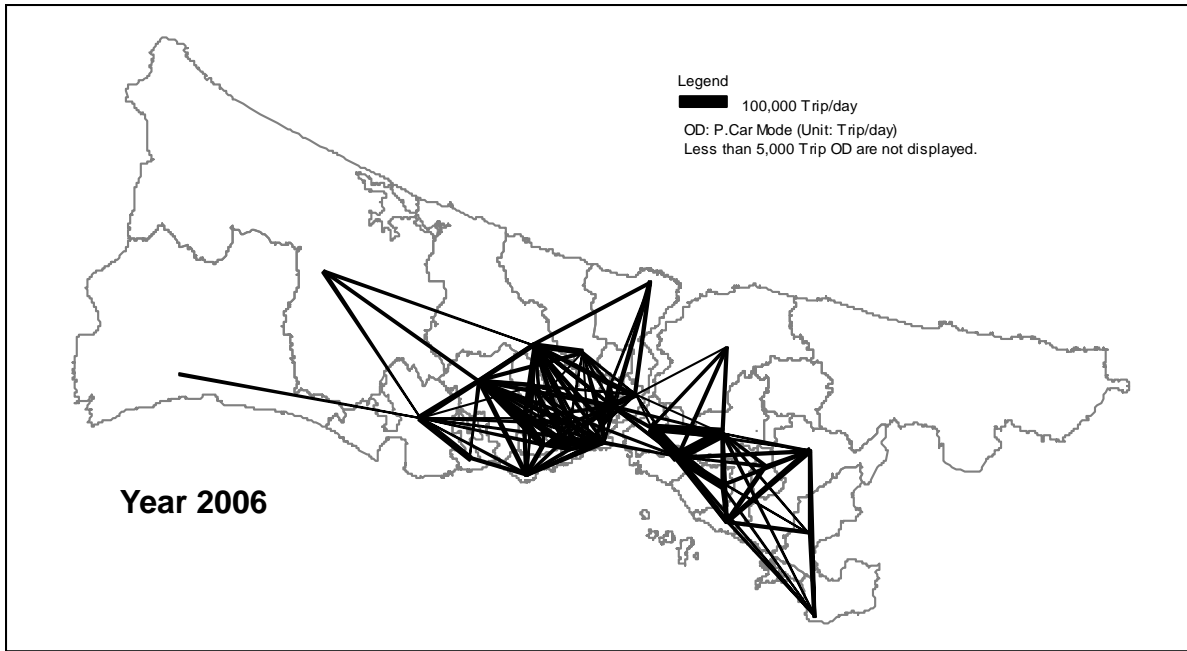 Legend
100,000 Trip/day
OD: P.Car Mode (Unit: Trip/day)
Less than 5,000 Trip OD are not displayed.
Year 2006